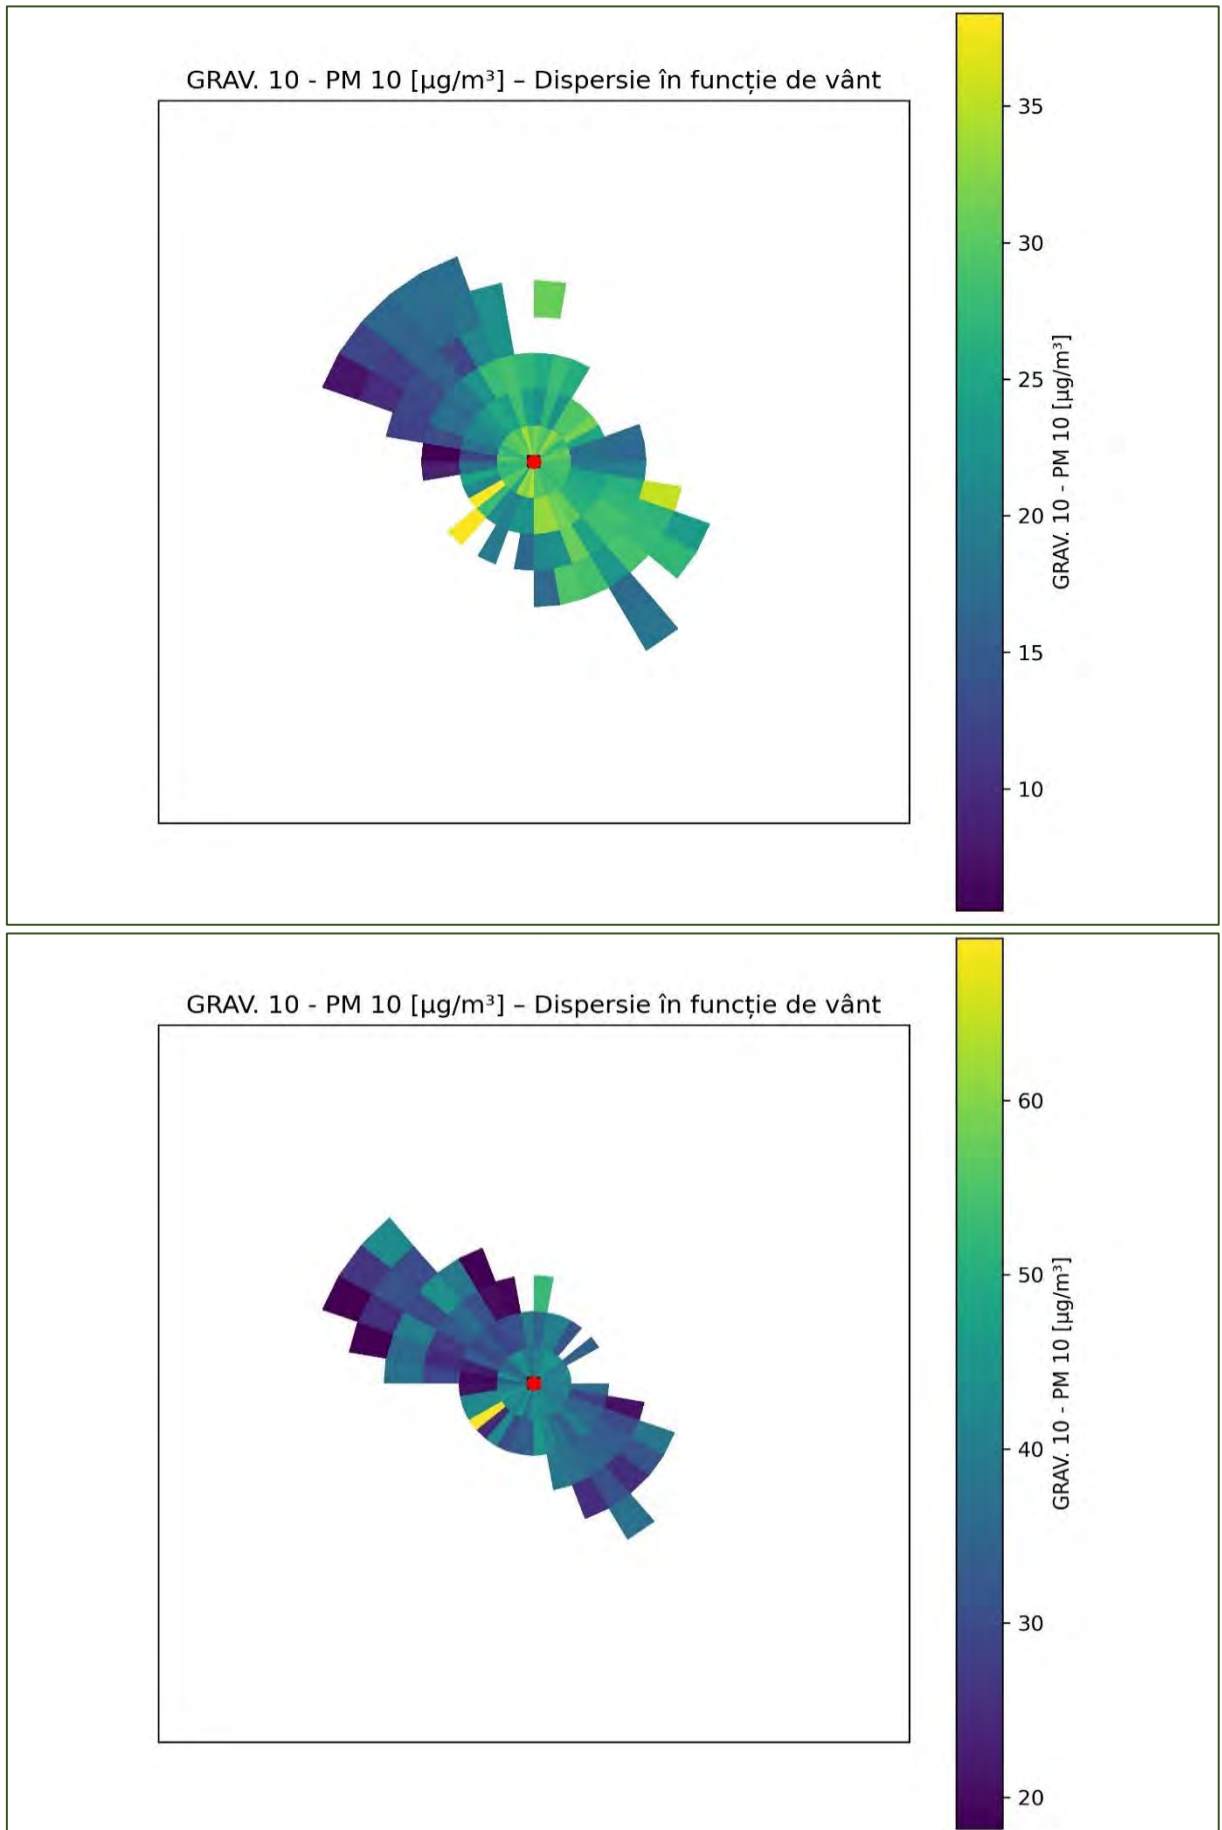 GRAV. 10 - PM 10 [µg/m³] – Dispersie în funcție de vânt
35
30
25
20
15
10
GRAV. 10 - PM 10 [µg/m³]
GRAV. 10 - PM 10 [µg/m³] – Dispersie în funcție de vânt
60
50
40
30
20
GRAV. 10 - PM 10 [µg/m³]